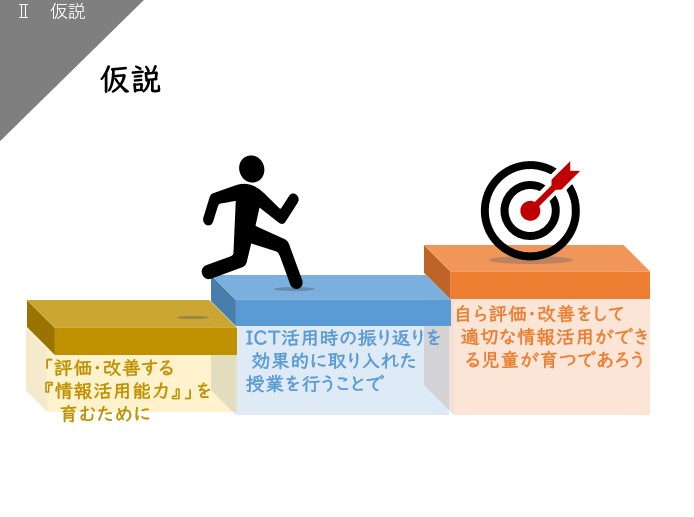 Ⅱ　仮説
仮説
「評価・改善する
『情報活用能力』」を
育むために
ICT活用時の振り返りを
効果的に取り入れた
授業を行うことで
自ら評価・改善をして
適切な情報活用ができ
る児童が育つであろう